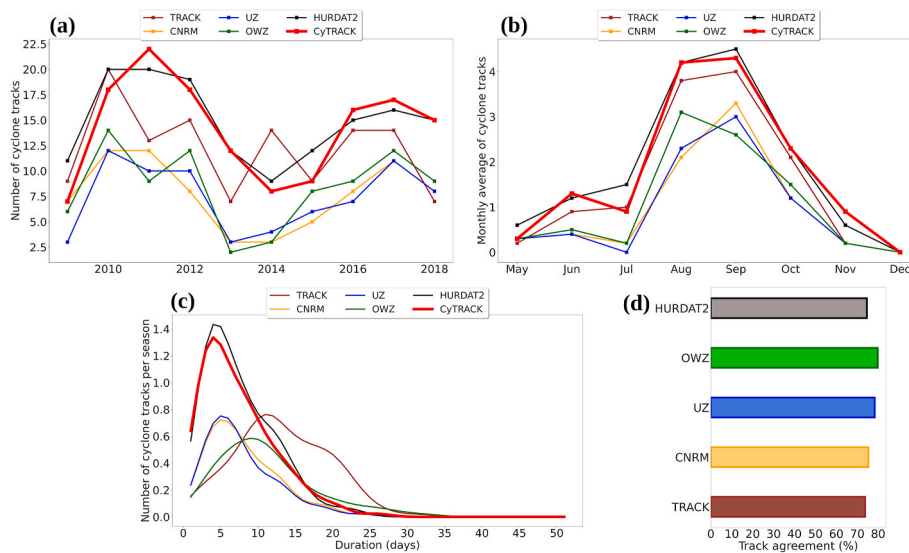 (a)
TRACK UZ HURDAT2
CNRM OWZ CyTRACK
Number of cyclone tracks
22.5
20.0
17.5
15.0
12.5
10.0
7.5
5.0
2.5
2010 2012 2014 2016 2018
(b)
TRACK UZ HURDAT2
CNRM OWZ CyTRACK
Monthly average of cyclone tracks
4
3
2
1
0
May Jun Jul Aug Sep Oct Nov Dec
(c)
TRACK UZ HURDAT2
CNRM OWZ CyTRACK
Number of cyclone tracks per season
1.4
1.2
1.0
0.8
0.6
0.4
0.2
0.0
0 5 10 15 20 25 30 35 40 45 50
Duration (days)
(d)
HURDAT2
OWZ
UZ
CNRM
TRACK
0 10 20 30 40 50 60 70 80
Track agreement (%)